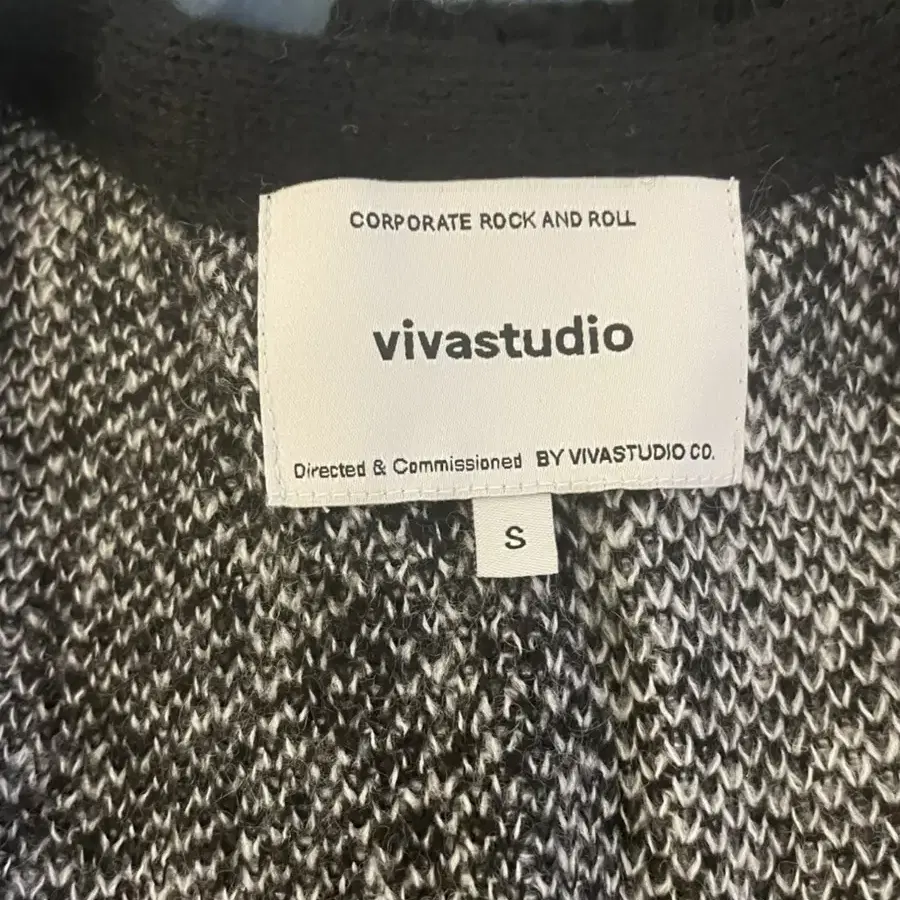 CORPORATE ROCK AND ROLL
vivastudio
Directed & Commissioned BY VIVASTUDIO CO.
S